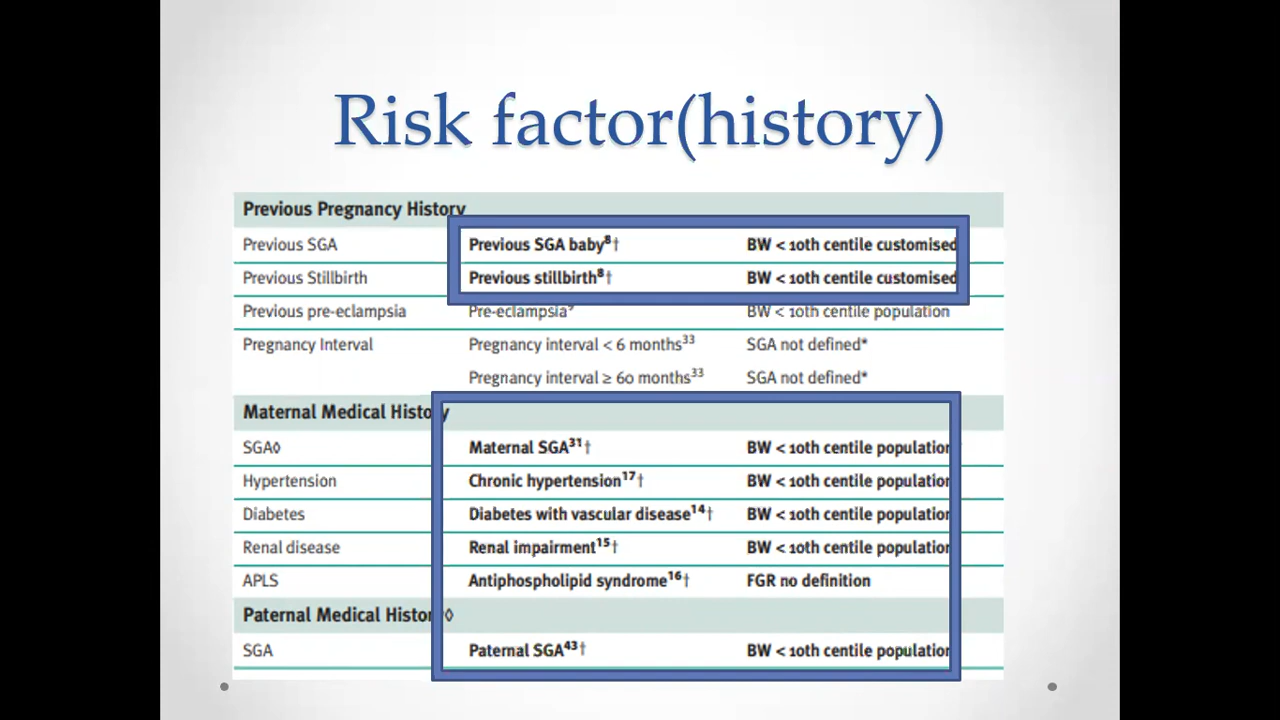 Risk factor(history)
Previous Pregnancy History
Previous SGA Previous SGA baby⁸† BW < 10th centile customised
Previous Stillbirth Previous stillbirth⁸† BW < 10th centile customised
Previous pre-eclampsia Pre-eclampsia⁹ BW < 10th centile population
Pregnancy Interval Pregnancy interval < 6 months³³ SGA not defined*
Pregnancy interval ≥ 60 months³³ SGA not defined*
Maternal Medical History
SGA◊ Maternal SGA³¹† BW < 10th centile population
Hypertension Chronic hypertension¹⁷† BW < 10th centile population
Diabetes Diabetes with vascular disease¹⁴† BW < 10th centile population
Renal disease Renal impairment¹⁵† BW < 10th centile population
APLS Antiphospholipid syndrome¹⁶† FGR no definition
Paternal Medical History◊
SGA Paternal SGA⁴³† BW < 10th centile population